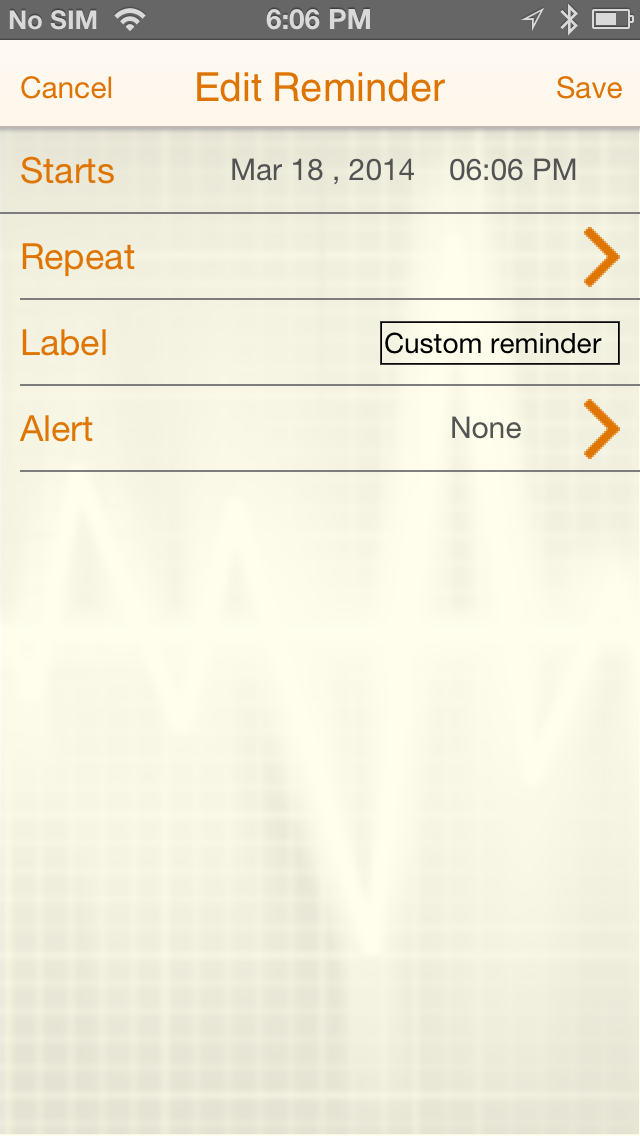 No SIM 6:06 PM
Cancel Edit Reminder Save
Starts Mar 18 , 2014 06:06 PM
Repeat
Label Custom reminder
Alert None